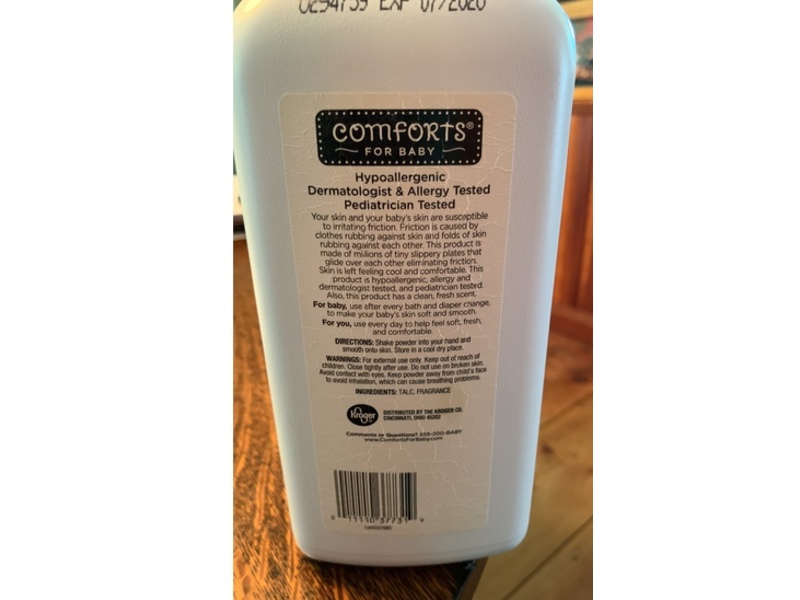 EXP 07/2020
COMFORTS®
FOR BABY
Hypoallergenic
Dermatologist & Allergy Tested
Pediatrician Tested
Your skin and your baby's skin are susceptible
to irritating friction. Friction is caused by
clothes rubbing against skin and folds of skin
rubbing against each other. This product is
made of millions of tiny slippery plates that
glide over each other eliminating friction.
Skin is left feeling cool and comfortable. This
product is hypoallergenic, allergy and
dermatologist tested, and pediatrician tested.
Also, this product has a clean, fresh scent.
For baby, use after every bath and diaper change,
to make your baby's skin soft and smooth.
For you, use every day to help feel soft, fresh,
and comfortable.
DIRECTIONS: Shake powder into your hand and
smooth onto skin. Store in a cool dry place.
WARNINGS: For external use only. Keep out of reach of
children. Close tightly after use. Do not use on broken skin.
Avoid contact with eyes. Keep powder away from child's face
to avoid inhalation, which can cause breathing problems.
INGREDIENTS: TALC, FRAGRANCE
Kroger
DISTRIBUTED BY THE KROGER CO.
CINCINNATI, OHIO 45202
Comments or Questions? 855-200-BABY
www.ComfortsForBaby.com
0 11110 37731